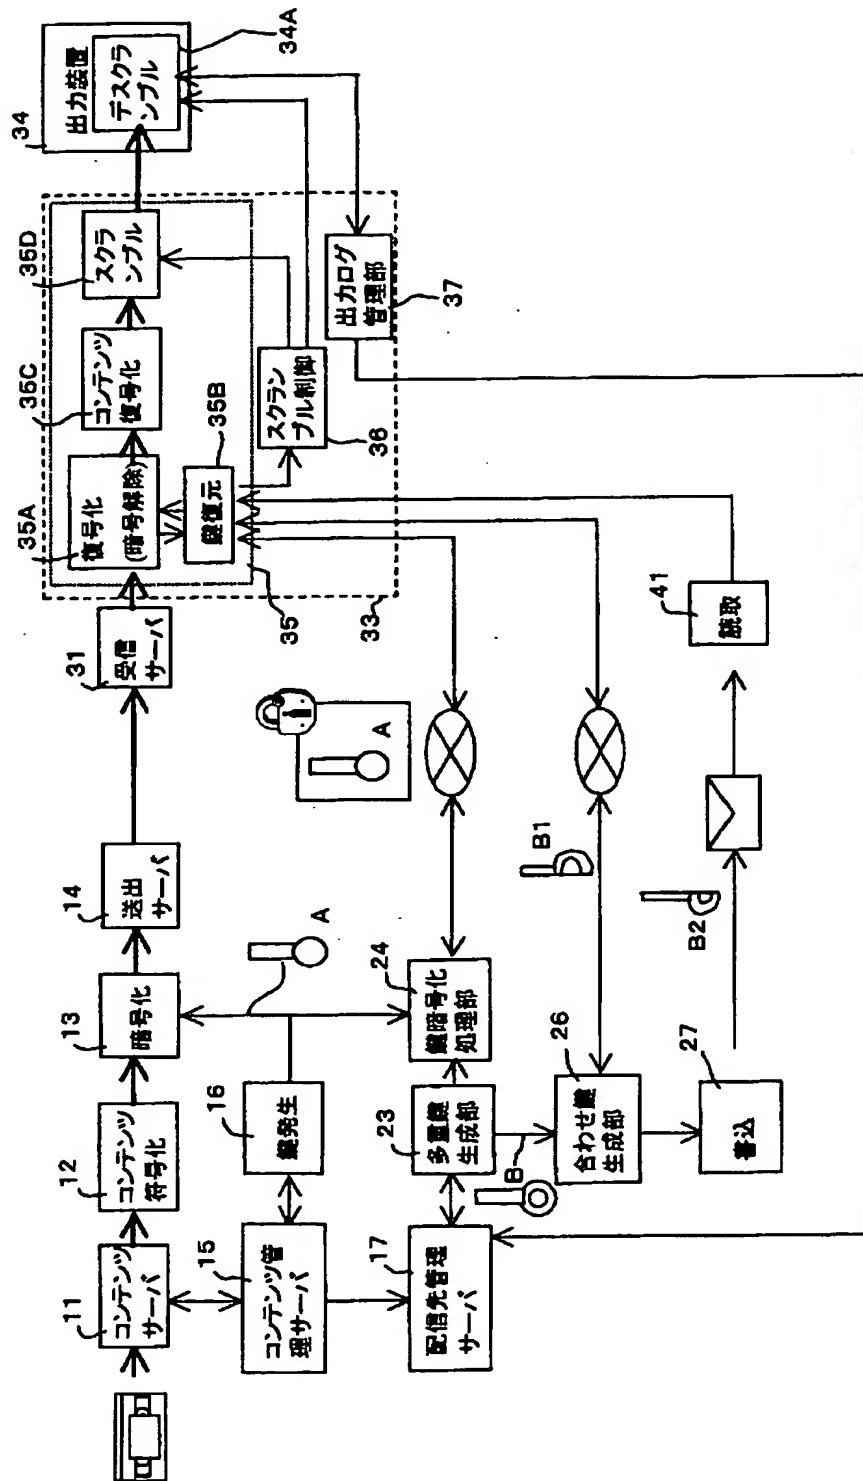 11
コンテンツ
サーバ
12
コンテンツ
符号化
13
暗号化
14
送出
サーバ
31
受信
サーバ
35A
復号化
(暗号解除)
35C
コンテンツ
復号化
35D
スクラ
ンブル
34
出力装置
デスクラ
ンブル
34A
35B
鍵復元
35
33
スクラン
ブル制御
36
出力ログ
管理部
37
15
コンテンツ管
理サーバ
16
鍵発生
A
A
17
配信先管理
サーバ
23
多重鍵
生成部
B
24
鍵暗号化
処理部
26
合わせ鍵
生成部
B1
27
書込
B2
41
読取